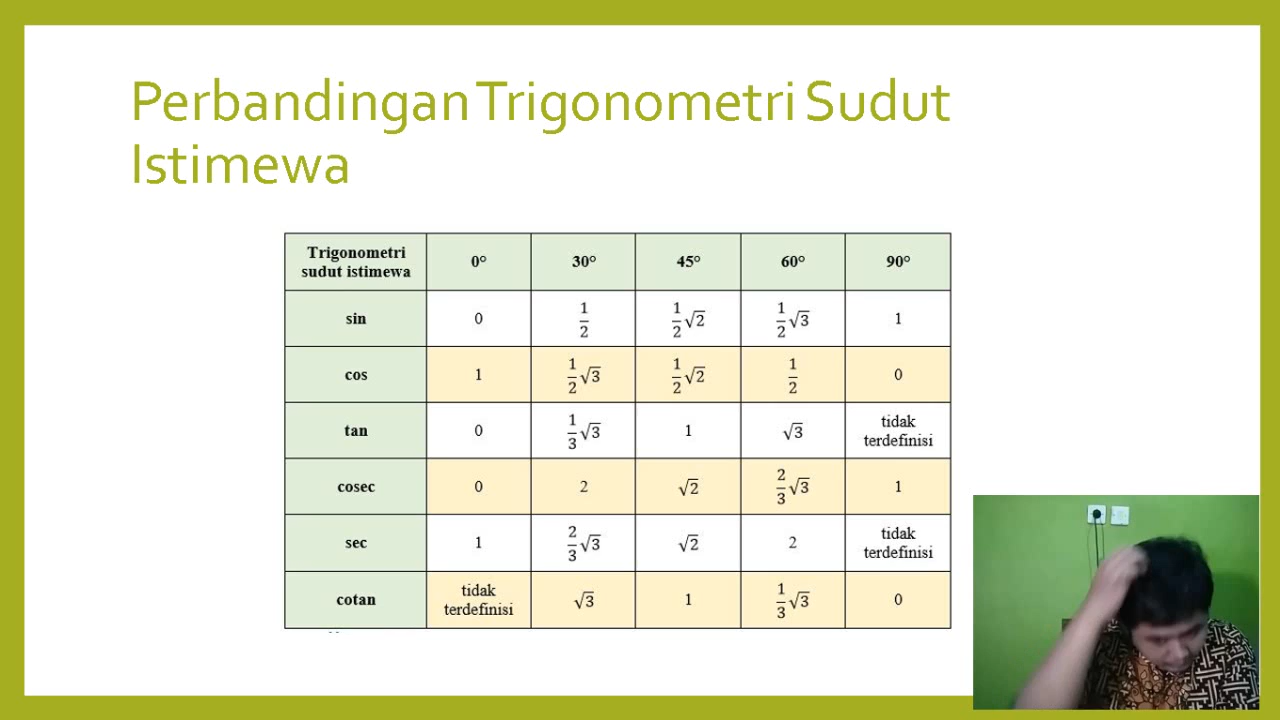 Perbandingan Trigonometri Sudut
Istimewa
Trigonometri
sudut istimewa
0° 30° 45° 60° 90°
sin 0 1/2 1/2√2 1/2√3 1
cos 1 1/2√3 1/2√2 1/2 0
tan 0 1/3√3 1 √3 tidak terdefinisi
cosec 0 2 √2 2/3√3 1
sec 1 2/3√3 √2 2 tidak terdefinisi
cotan tidak terdefinisi √3 1 1/3√3 0